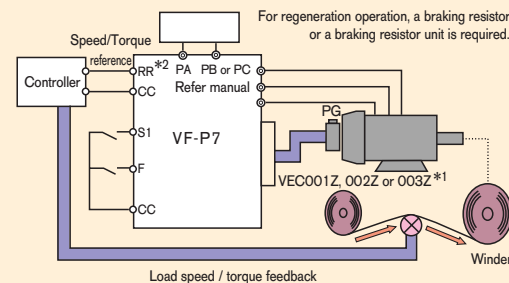 For regeneration operation, a braking resistor
or a braking resistor unit is required.
Speed/Torque
reference
Controller
RR*2
PA
PB or PC
Refer manual
CC
PG
S1
VF-P7
F
VEC001Z, 002Z or 003Z*1
CC
Winder
Load speed / torque feedback